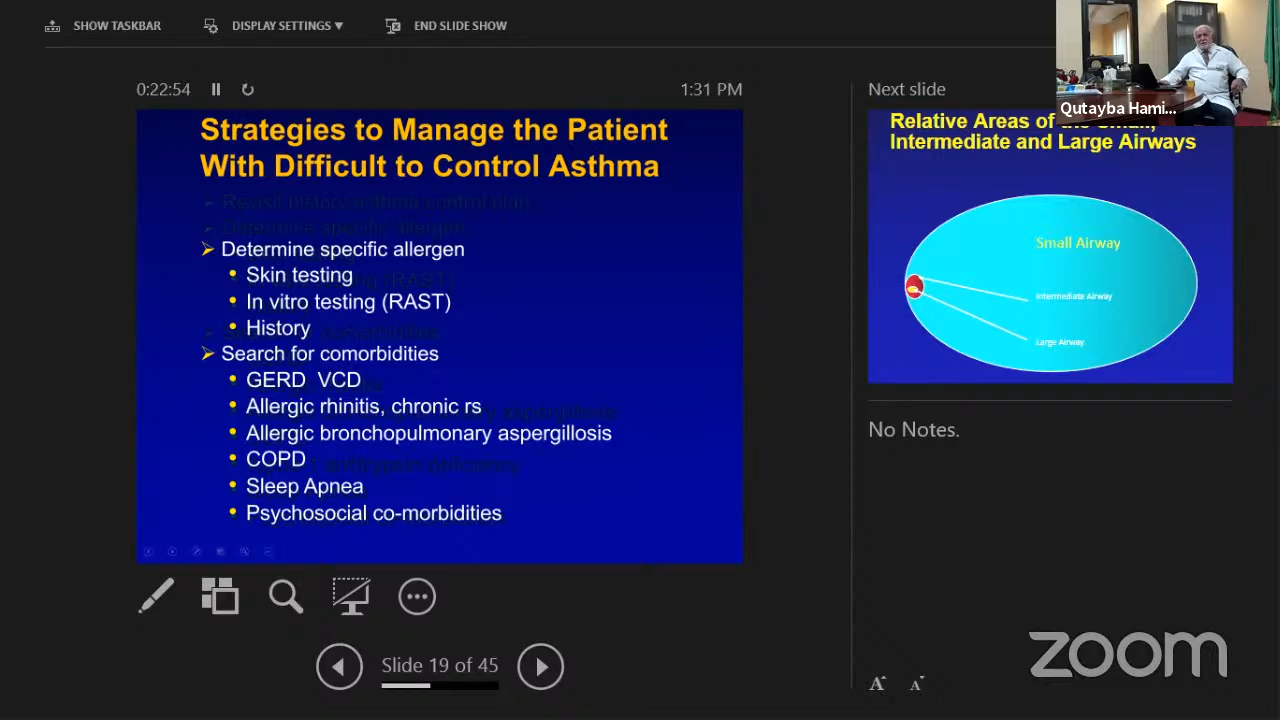 SHOW TASKBAR
DISPLAY SETTINGS ▼
END SLIDE SHOW
0:22:54
1:31 PM
Strategies to Manage the Patient
With Difficult to Control Asthma
➢ Determine specific allergen
• Skin testing
• In vitro testing (RAST)
• History
➢ Search for comorbidities
• GERD VCD
• Allergic rhinitis, chronic rs
• Allergic bronchopulmonary aspergillosis
• COPD
• Sleep Apnea
• Psychosocial co-morbidities
Slide 19 of 45
Next slide
Qutayba Hami...
Relative Areas of the Small,
Intermediate and Large Airways
Small Airway
Intermediate Airway
Large Airway
No Notes.
A A
zoom